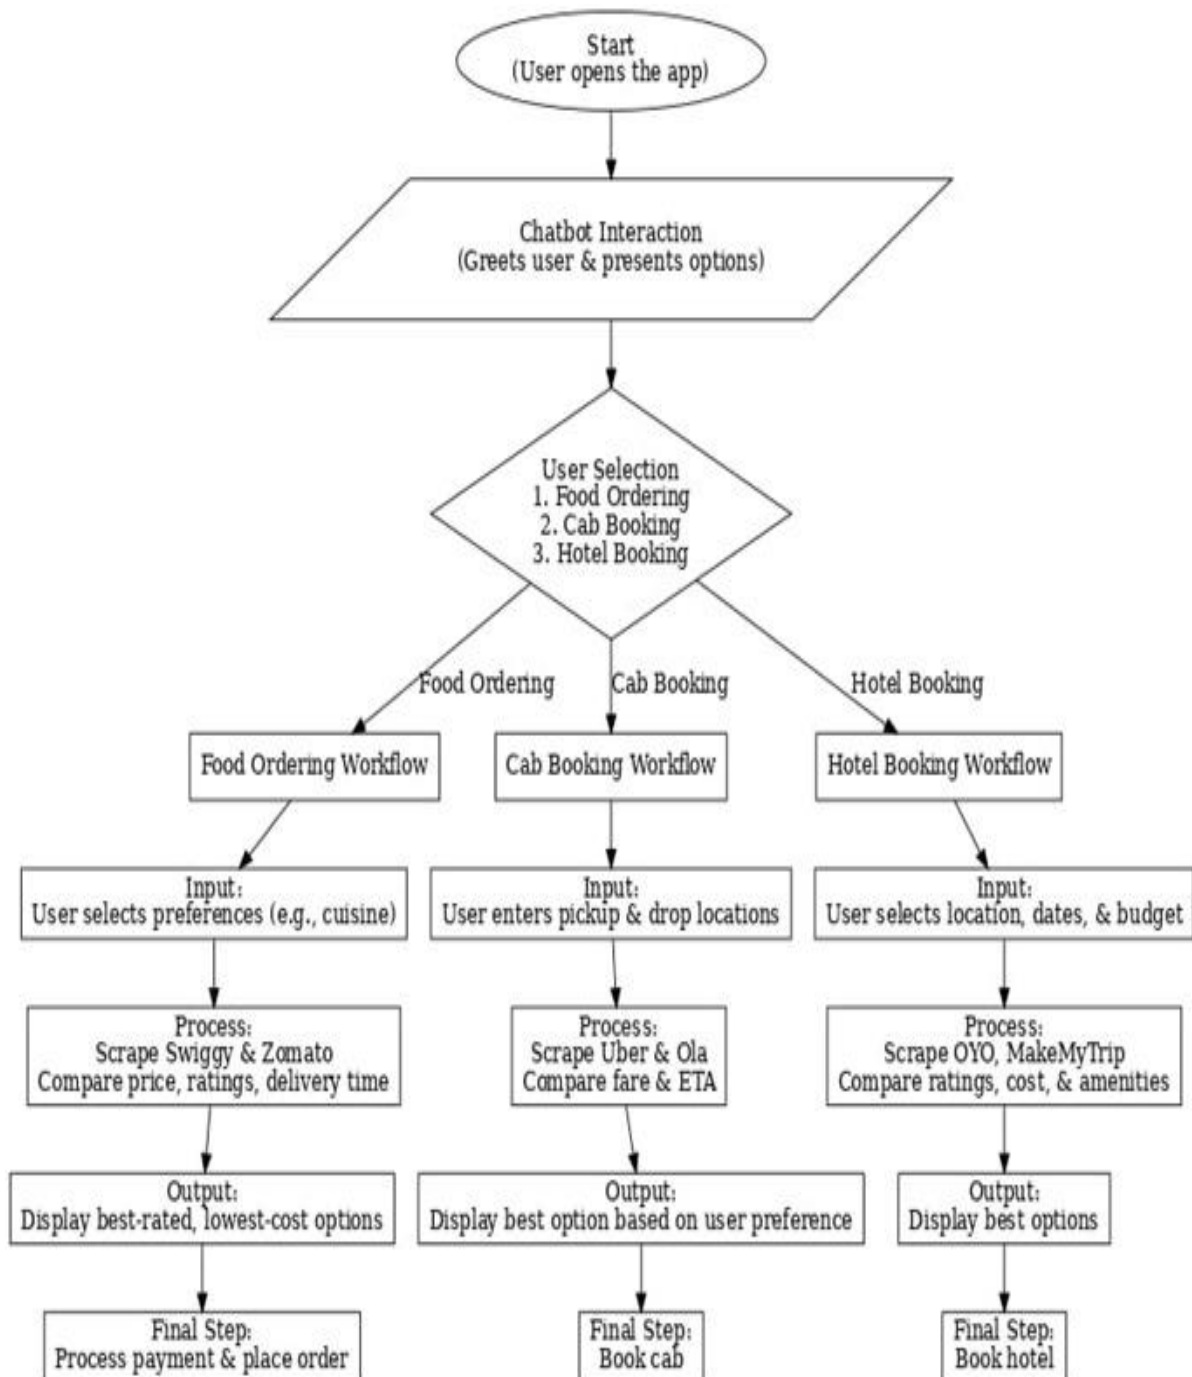 Start
(User opens the app)
Chatbot Interaction
(Greets user & presents options)
User Selection
1. Food Ordering
2. Cab Booking
3. Hotel Booking
Food Ordering
Cab Booking
Hotel Booking
Food Ordering Workflow
Cab Booking Workflow
Hotel Booking Workflow
Input:
User selects preferences (e.g., cuisine)
Input:
User enters pickup & drop locations
Input:
User selects location, dates, & budget
Process:
Scrape Swiggy & Zomato
Compare price, ratings, delivery time
Process:
Scrape Uber & Ola
Compare fare & ETA
Process:
Scrape OYO, MakeMyTrip
Compare ratings, cost, & amenities
Output:
Display best-rated, lowest-cost options
Output:
Display best option based on user preference
Output:
Display best options
Final Step:
Process payment & place order
Final Step:
Book cab
Final Step:
Book hotel